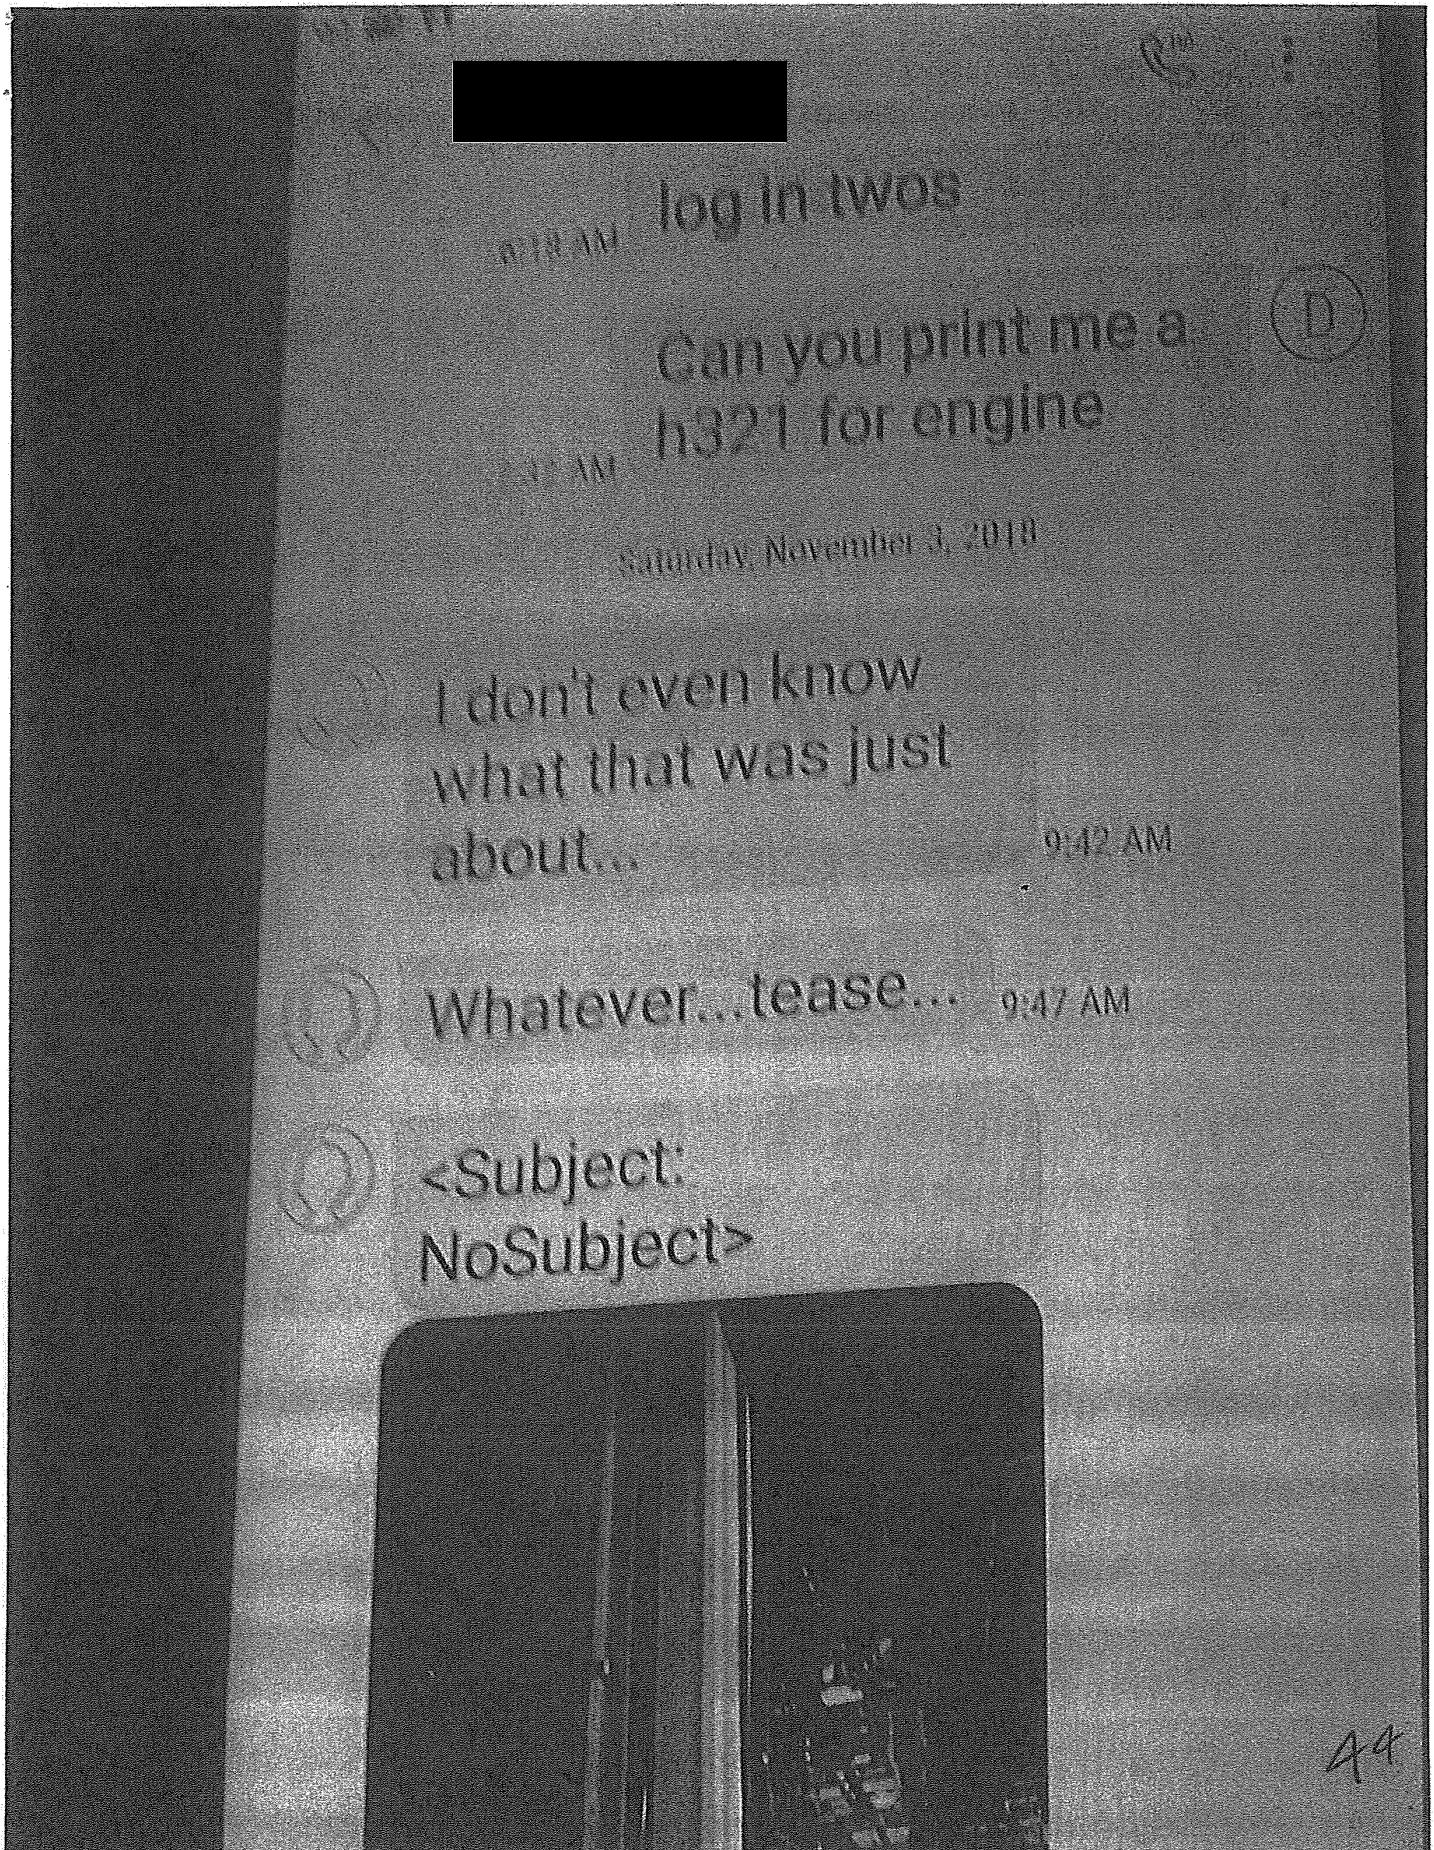 log in twos
Can you print me a
D
h321 for engine
AM
Saturday, November 3, 2018
I don't even know
what that was just
about...
9:42 AM
Whatever...tease... 9:47 AM
<Subject:
NoSubject>
44